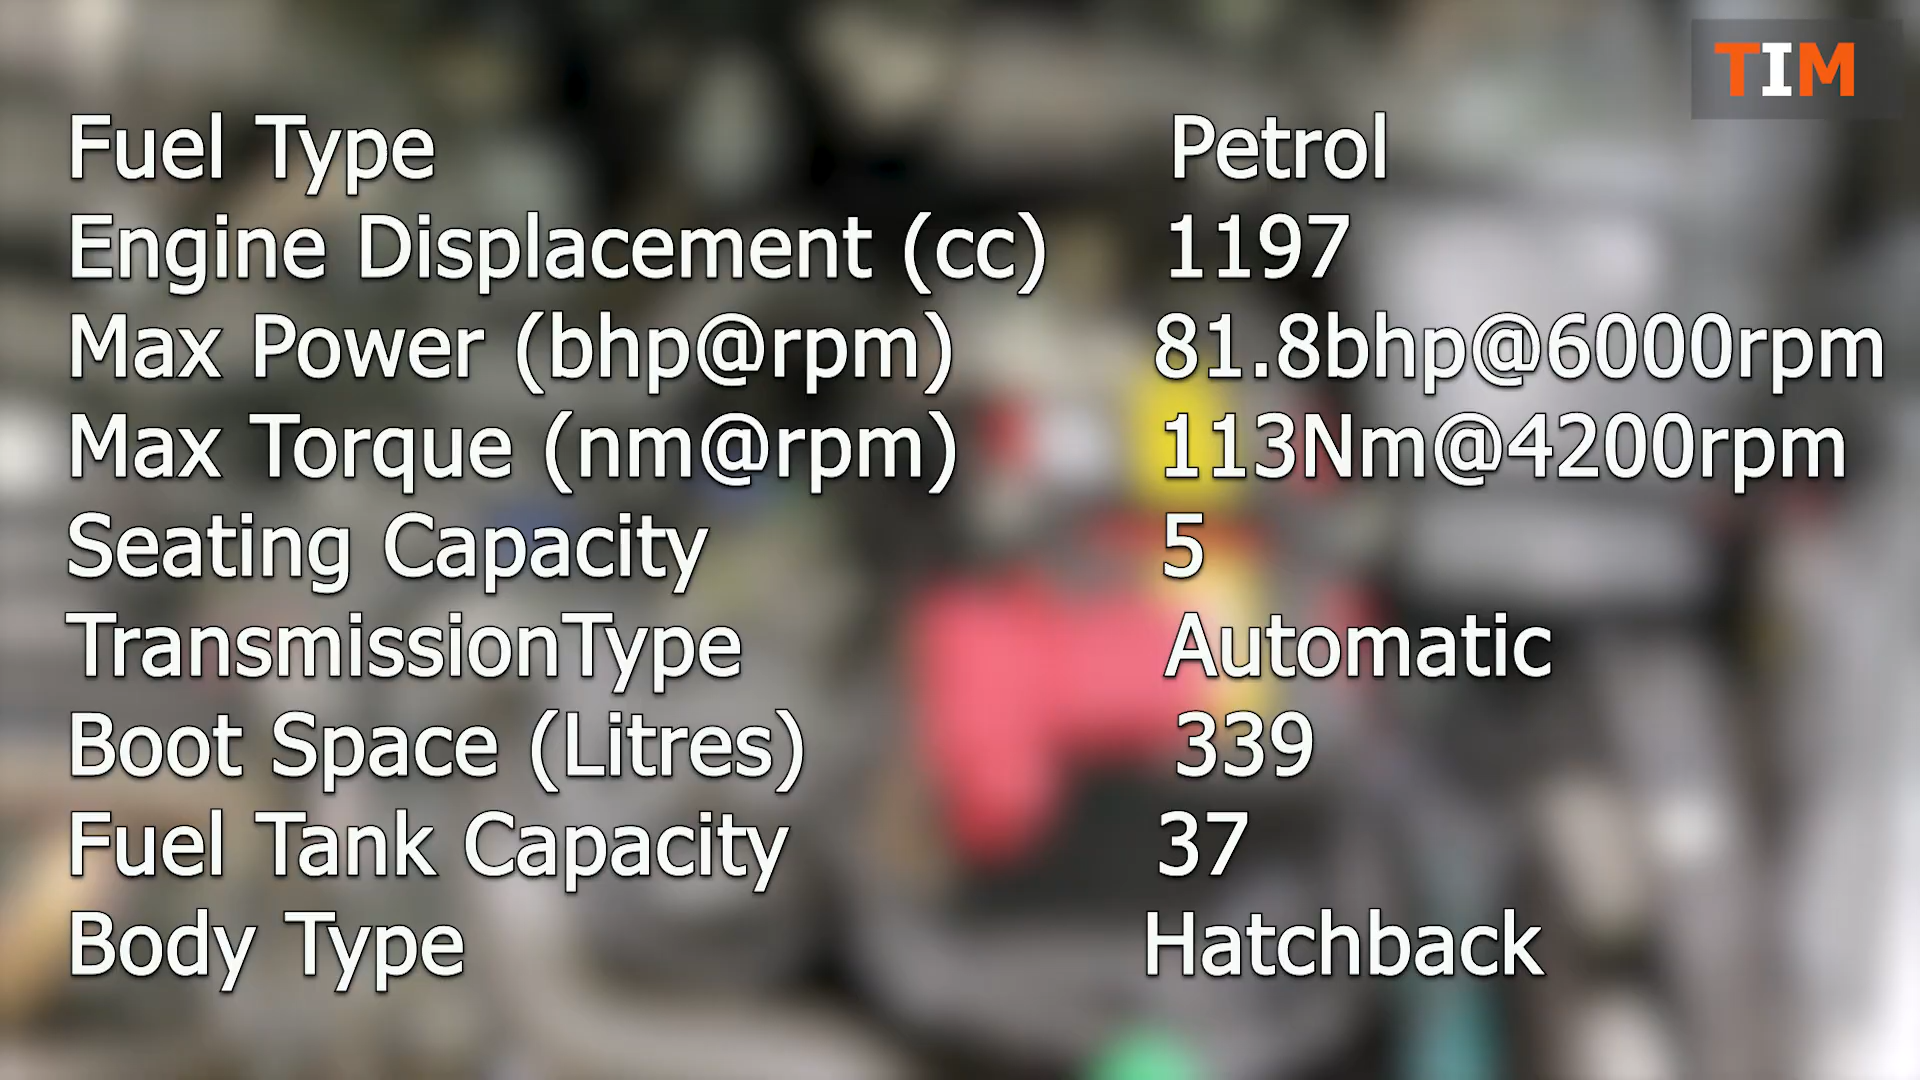 TIM
Fuel Type Petrol
Engine Displacement (cc) 1197
Max Power (bhp@rpm) 81.8bhp@6000rpm
Max Torque (nm@rpm) 113Nm@4200rpm
Seating Capacity 5
TransmissionType Automatic
Boot Space (Litres) 339
Fuel Tank Capacity 37
Body Type Hatchback